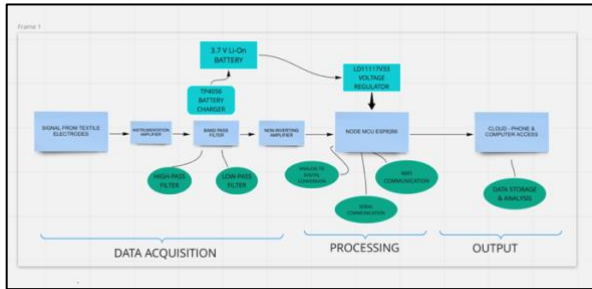 Frame 1
3.7 V Li-On
BATTERY
TP4056
BATTERY
CHARGER
LD11117V33
VOLTAGE
REGULATOR
SIGNAL FROM TEXTILE
ELECTRODES
INSTRUMENTATION
AMPLIFIER
BAND PASS
FILTER
NON-INVERTING
AMPLIFIER
NODE MCU ESP8266
CLOUD - PHONE &
COMPUTER ACCESS
HIGH-PASS
FILTER
LOW-PASS
FILTER
ANALOG TO
DIGITAL
CONVERSION
WIFI
COMMUNICATION
SERIAL
COMMUNICATION
DATA STORAGE
& ANALYSIS
DATA ACQUISITION
PROCESSING
OUTPUT